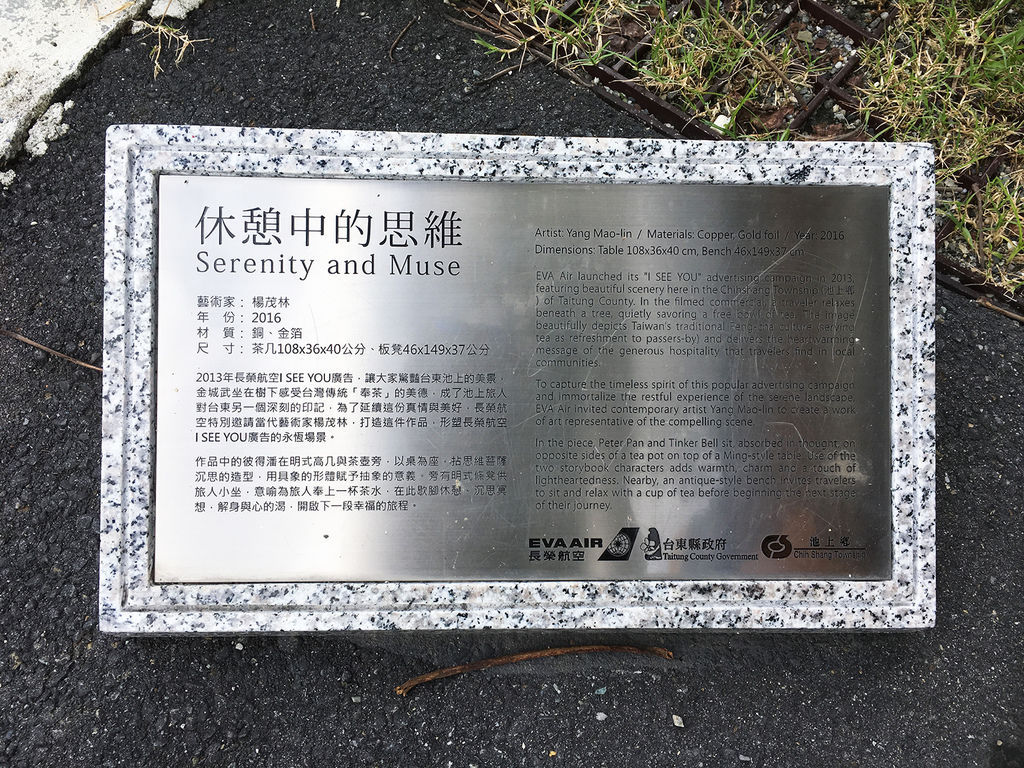 休憩中的思維
Serenity and Muse
藝術家： 楊茂林
年　份： 2016
材　質： 銅、金箔
尺　寸： 茶几108x36x40公分、板凳46x149x37公分
2013年長榮航空I SEE YOU廣告，讓大家驚豔台東池上的美景，
金城武坐在樹下感受台灣傳統「奉茶」的美德，成了池上旅人
對台東另一個深刻的印記，為了延續這份真情與美好，長榮航
空特別邀請當代藝術家楊茂林，打造這件作品，形塑長榮航空
I SEE YOU廣告的永恆場景。
作品中的彼得潘在明式高几與茶壺旁，以桌為座，拈思維菩薩
沉思的造型，用具象的形體賦予抽象的意義。旁有明式條凳供
旅人小坐，意喻為旅人奉上一杯茶水，在此歇腳休憩、沉思冥
想，解身與心的渴，開啟下一段幸福的旅程。
Artist: Yang Mao-lin / Materials: Copper, Gold foil / Year: 2016
Dimensions: Table 108x36x40 cm, Bench 46x149x37 cm
EVA Air launched its "I SEE YOU" advertising campaign in 2013,
featuring beautiful scenery here in the Chihshang Township (池上鄉
) of Taitung County. In the filmed commercial, a traveler relaxes
beneath a tree, quietly savoring a free bowl of tea. The image
beautifully depicts Taiwan's traditional Feng-cha culture (serving
tea as refreshment to passers-by) and delivers the heartwarming
message of the generous hospitality that travelers find in local
communities.
To capture the timeless spirit of this popular advertising campaign
and immortalize the restful experience of the serene landscape,
EVA Air invited contemporary artist Yang Mao-lin to create a work
of art representative of the compelling scene.
In the piece, Peter Pan and Tinker Bell sit, absorbed in thought, on
opposite sides of a tea pot on top of a Ming-style table. Use of the
two storybook characters adds warmth, charm and a touch of
lightheartedness. Nearby, an antique-style bench invites travelers
to sit and relax with a cup of tea before beginning the next stage
of their journey.
EVA AIR
長榮航空
台東縣政府
Taitung County Government
池上鄉
Chih Shang Township